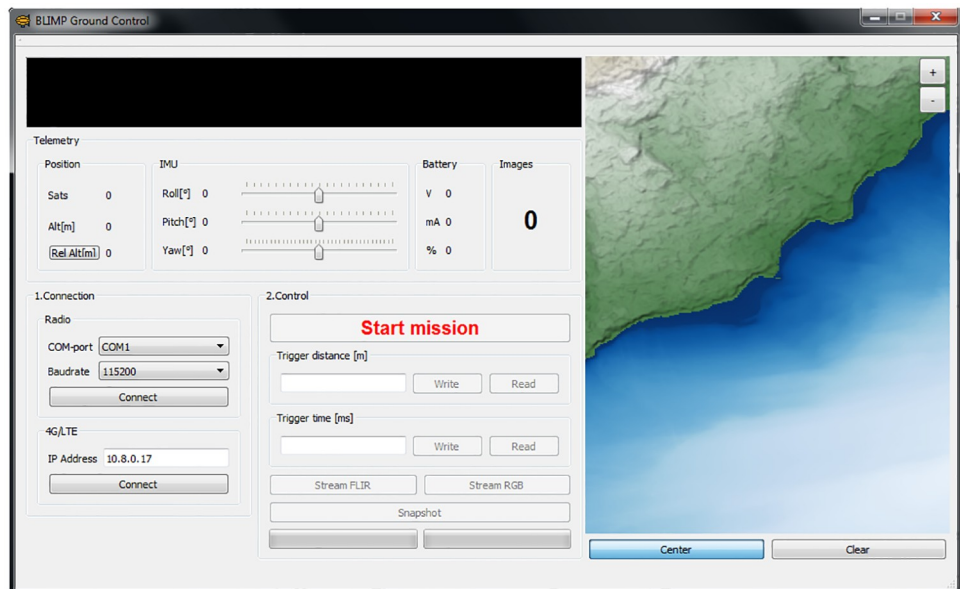 BLIMP Ground Control
+
-
Telemetry
Position
IMU
Battery
Images
Sats 0
Roll[°] 0
V 0
0
Alt[m] 0
Pitch[°] 0
mA 0
Rel Alt[m] 0
Yaw[°] 0
% 0
1.Connection
Radio
COM-port COM1
Baudrate 115200
Connect
4G/LTE
IP Address 10.8.0.17
Connect
2.Control
Start mission
Trigger distance [m]
Write Read
Trigger time [ms]
Write Read
Stream FLIR Stream RGB
Snapshot
Center Clear